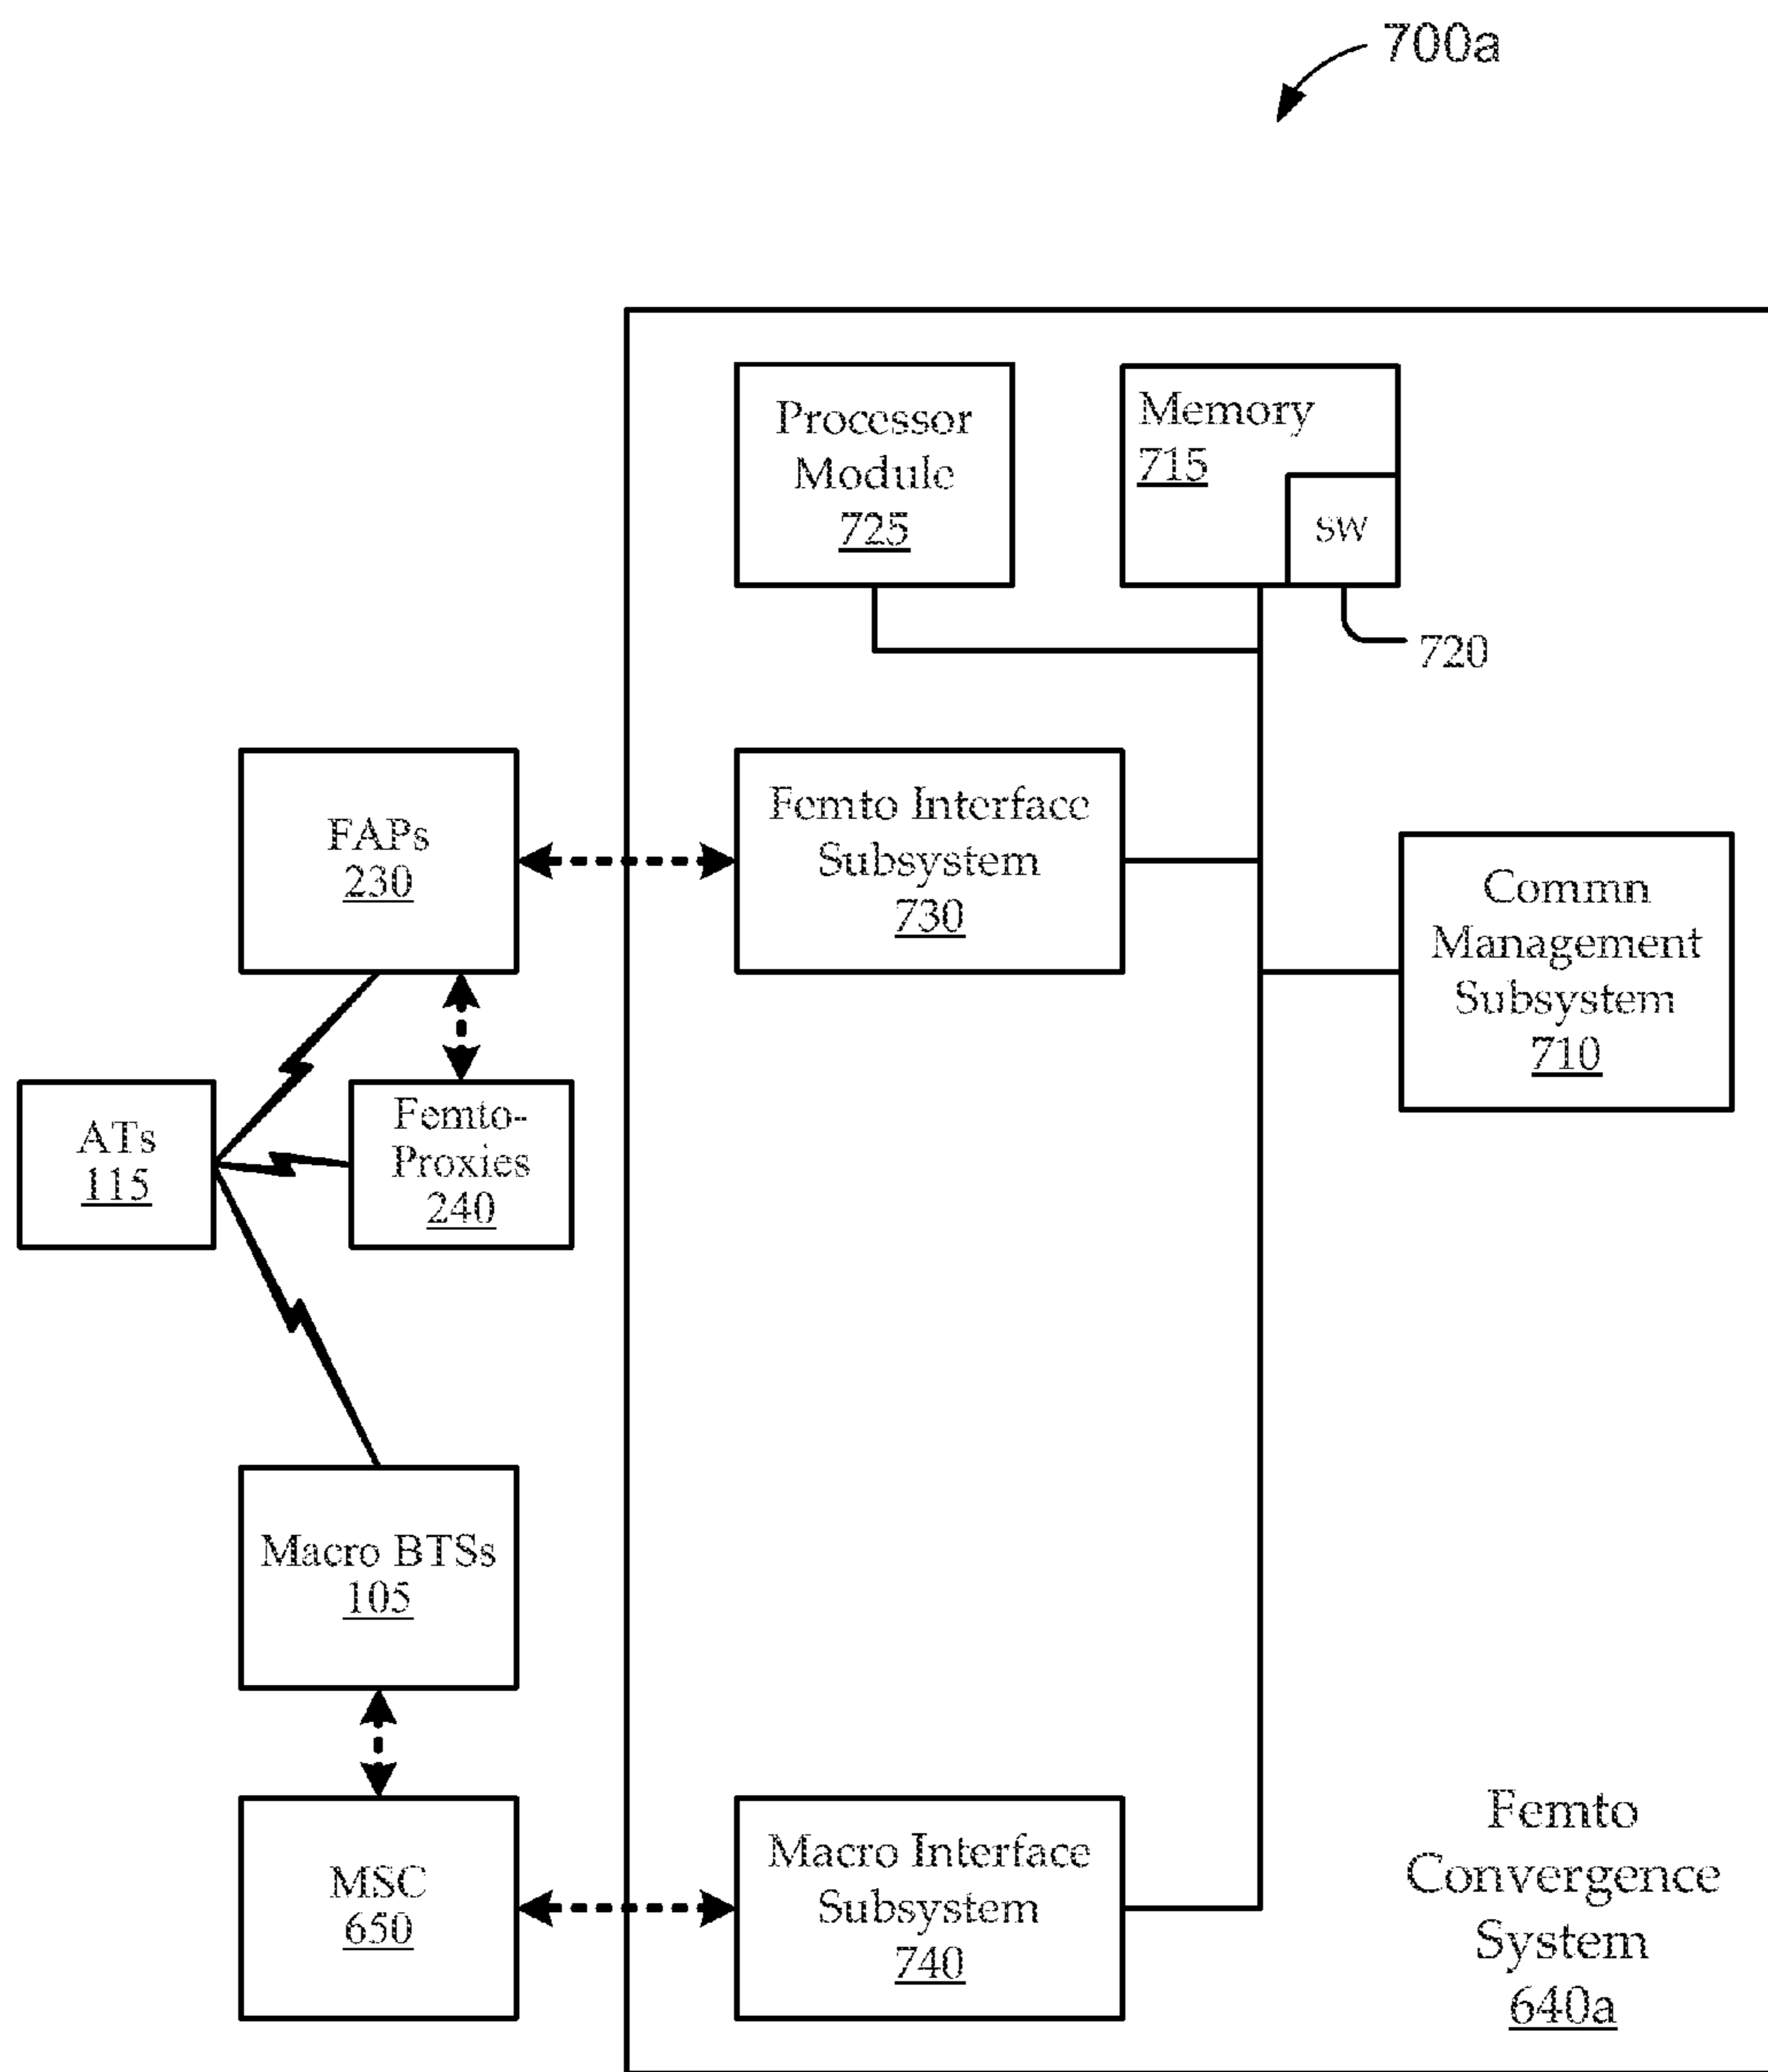 700a
Processor
Module
725
Memory
715
SW
720
FAPs
230
Femto Interface
Subsystem
730
Commn
Management
Subsystem
710
ATs
115
Femto-
Proxies
240
Macro BTSs
105
MSC
650
Macro Interface
Subsystem
740
Femto
Convergence
System
640a